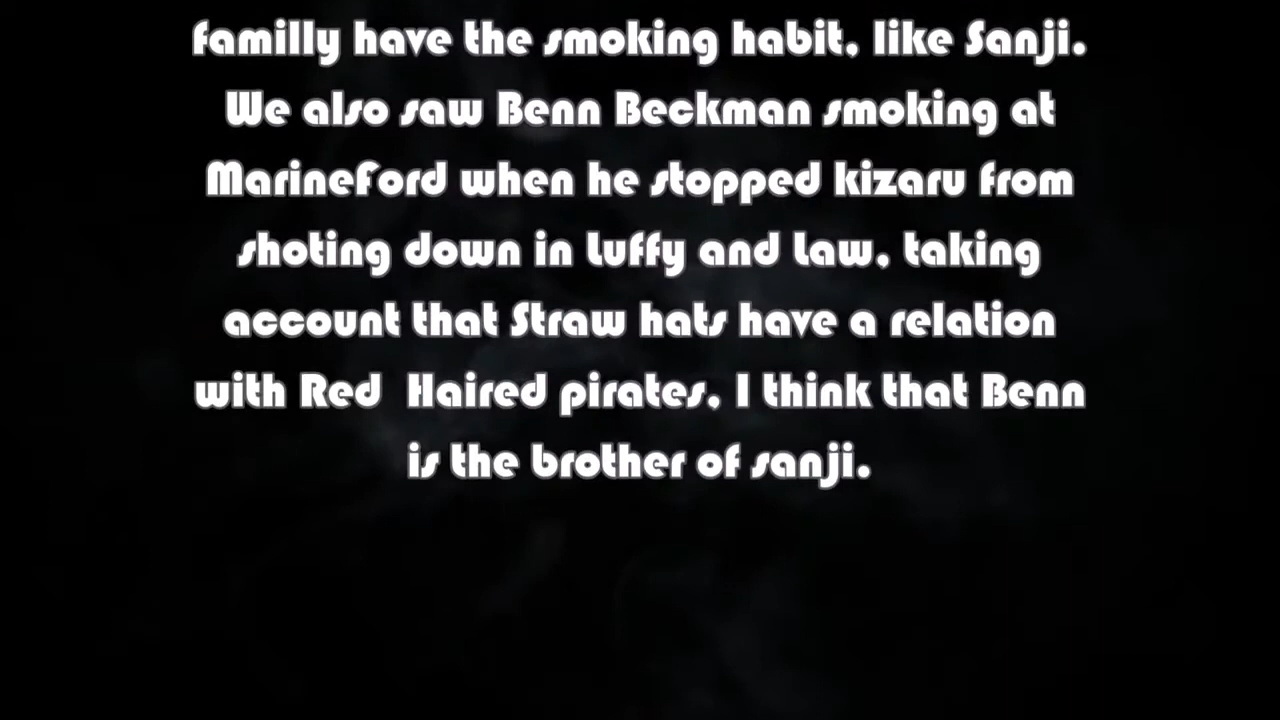 familly have the smoking habit, like Sanji.
We also saw Benn Beckman smoking at
MarineFord when he stopped kizaru from
shoting down in Luffy and Law, taking
account that Straw hats have a relation
with Red  Haired pirates, I think that Benn
is the brother of sanji.